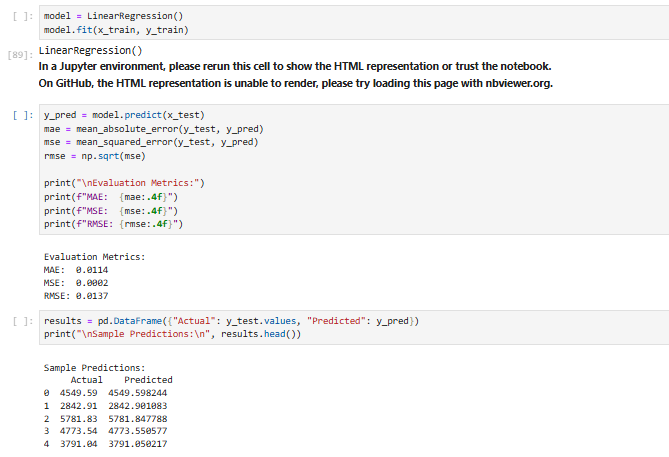 [ ]: model = LinearRegression()
model.fit(x_train, y_train)
[89]: LinearRegression()
In a Jupyter environment, please rerun this cell to show the HTML representation or trust the notebook.
On GitHub, the HTML representation is unable to render, please try loading this page with nbviewer.org.
[ ]: y_pred = model.predict(x_test)
mae = mean_absolute_error(y_test, y_pred)
mse = mean_squared_error(y_test, y_pred)
rmse = np.sqrt(mse)
print("\nEvaluation Metrics:")
print(f"MAE:  {mae:.4f}")
print(f"MSE:  {mse:.4f}")
print(f"RMSE: {rmse:.4f}")
Evaluation Metrics:
MAE:  0.0114
MSE:  0.0002
RMSE: 0.0137
[ ]: results = pd.DataFrame({"Actual": y_test.values, "Predicted": y_pred})
print("\nSample Predictions:\n", results.head())
Sample Predictions:
Actual    Predicted
0  4549.59  4549.598244
1  2842.91  2842.901083
2  5781.83  5781.847788
3  4773.54  4773.550577
4  3791.04  3791.050217